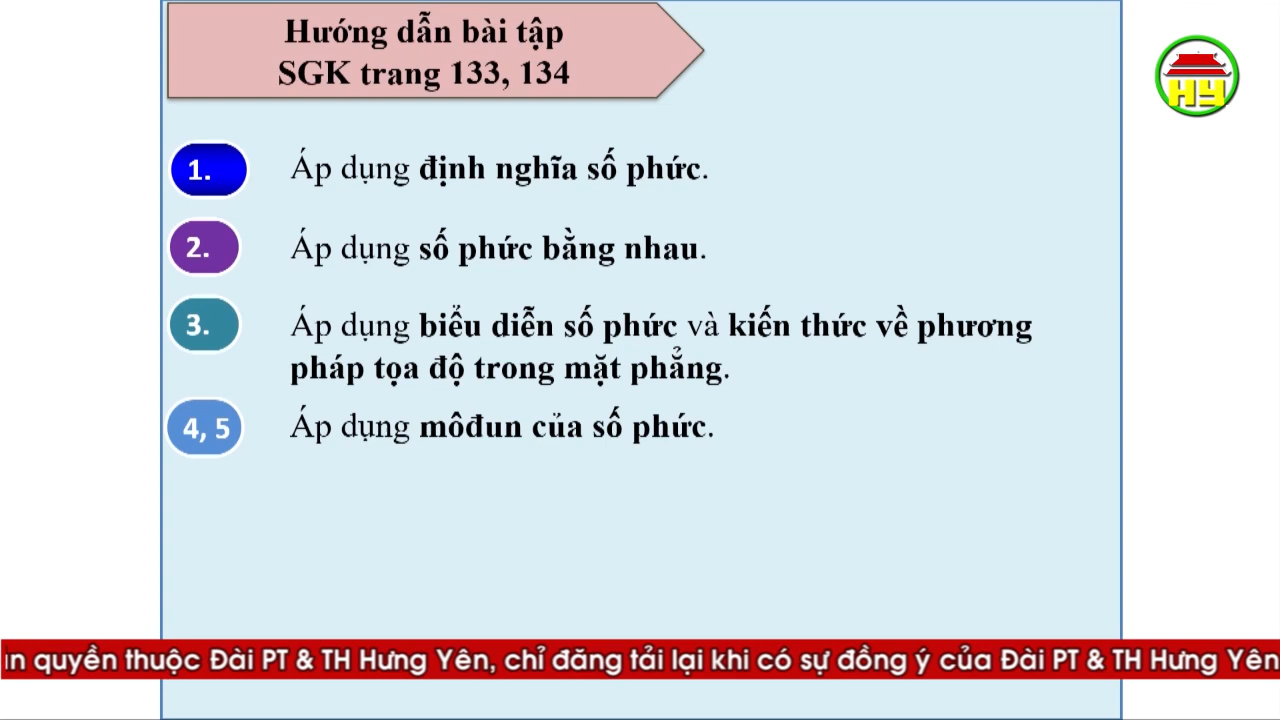 Hướng dẫn bài tập
SGK trang 133, 134
HY
1. Áp dụng định nghĩa số phức.
2. Áp dụng số phức bằng nhau.
3. Áp dụng biểu diễn số phức và kiến thức về phương
pháp tọa độ trong mặt phẳng.
4, 5 Áp dụng môđun của số phức.
quyền thuộc Đài PT & TH Hưng Yên, chỉ đăng tải lại khi có sự đồng ý của Đài PT & TH Hưng Yên